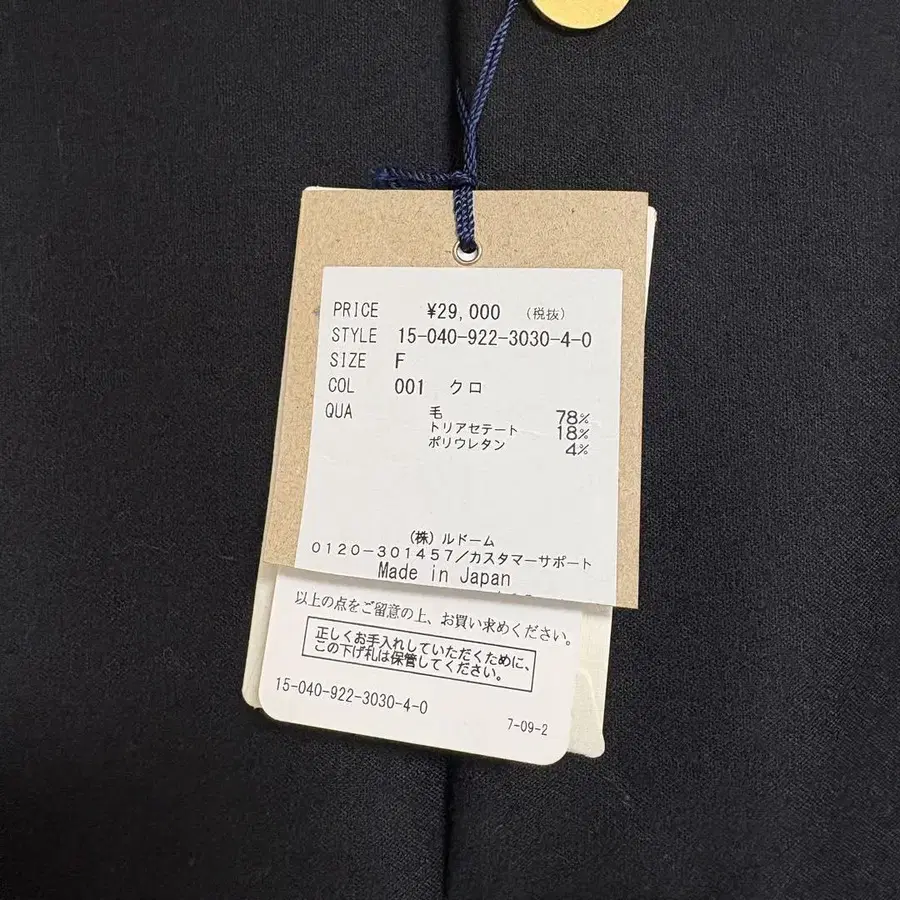 PRICE ¥29,000 (税抜)
STYLE 15-040-922-3030-4-0
SIZE F
COL 001 クロ
QUA 毛 78%
トリアセテート 18%
ポリウレタン 4%
(株)ルドーム
0120-301457/カスタマーサポート
Made in Japan
以上の点をご留意の上、お買い求めください。
正しくお手入れしていただくために、
この下げ札は保管してください。
15-040-922-3030-4-0
7-09-2